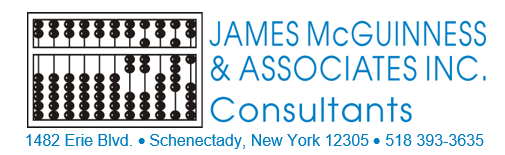 JAMES McGUINNESS
& ASSOCIATES INC.
Consultants
1482 Erie Blvd. • Schenectady, New York 12305 • 518 393-3635